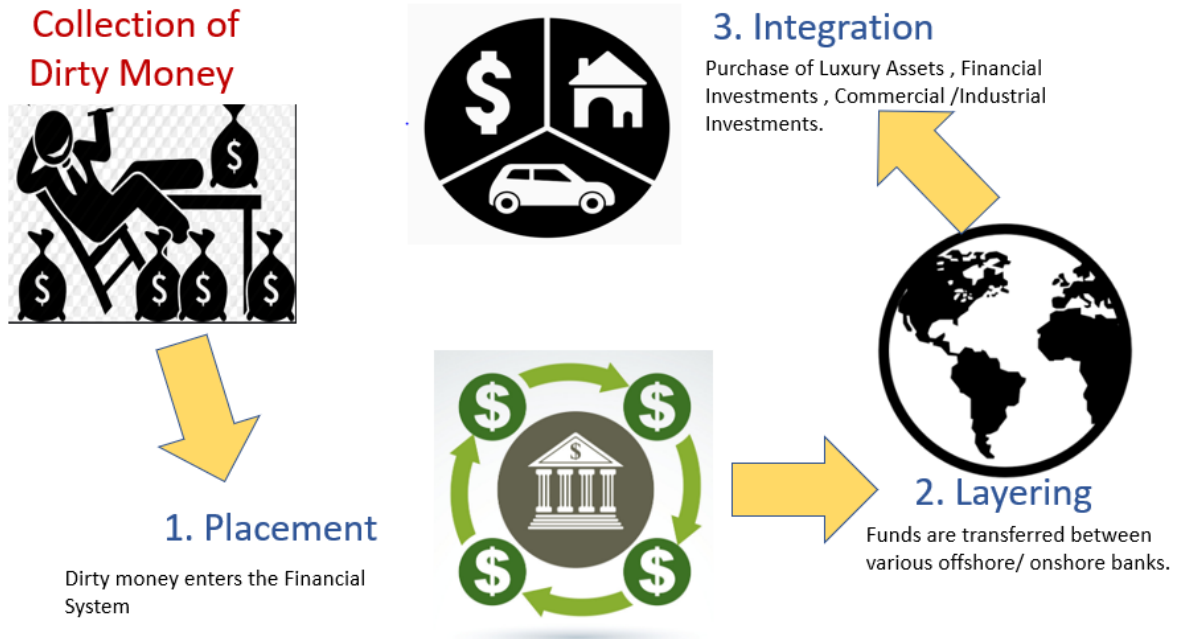 Collection of
Dirty Money
$
$
$
$
$
1. Placement
Dirty money enters the Financial
System
$
$
$
$
$
2. Layering
Funds are transferred between
various offshore/ onshore banks.
$
3. Integration
Purchase of Luxury Assets , Financial
Investments , Commercial /Industrial
Investments.